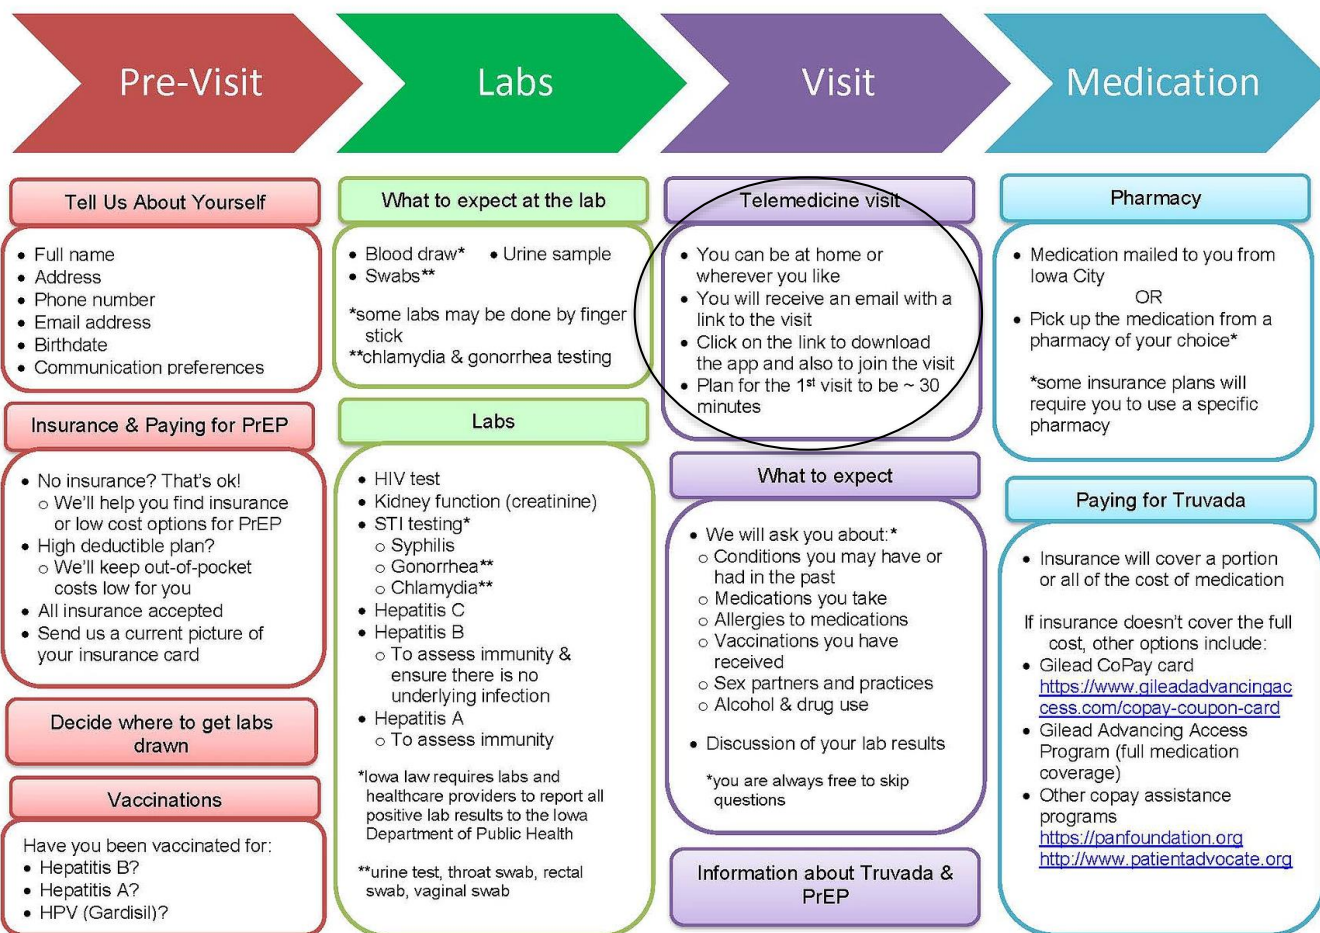 Pre-Visit
Labs
Visit
Medication
Tell Us About Yourself
• Full name
• Address
• Phone number
• Email address
• Birthdate
• Communication preferences
Insurance & Paying for PrEP
• No insurance? That's ok!
o We'll help you find insurance
or low cost options for PrEP
• High deductible plan?
o We'll keep out-of-pocket
costs low for you
• All insurance accepted
• Send us a current picture of
your insurance card
Decide where to get labs
drawn
Vaccinations
Have you been vaccinated for:
• Hepatitis B?
• Hepatitis A?
• HPV (Gardisil)?
What to expect at the lab
• Blood draw* • Urine sample
• Swabs**
*some labs may be done by finger
stick
**chlamydia & gonorrhea testing
Labs
• HIV test
• Kidney function (creatinine)
• STI testing*
o Syphilis
o Gonorrhea**
o Chlamydia**
• Hepatitis C
• Hepatitis B
o To assess immunity &
ensure there is no
underlying infection
• Hepatitis A
o To assess immunity
*Iowa law requires labs and
healthcare providers to report all
positive lab results to the Iowa
Department of Public Health
**urine test, throat swab, rectal
swab, vaginal swab
Telemedicine visit
• You can be at home or
wherever you like
• You will receive an email with a
link to the visit
• Click on the link to download
the app and also to join the visit
• Plan for the 1st visit to be ~ 30
minutes
What to expect
• We will ask you about:*
o Conditions you may have or
had in the past
o Medications you take
o Allergies to medications
o Vaccinations you have
received
o Sex partners and practices
o Alcohol & drug use
• Discussion of your lab results
*you are always free to skip
questions
Information about Truvada &
PrEP
Pharmacy
• Medication mailed to you from
Iowa City
OR
• Pick up the medication from a
pharmacy of your choice*
*some insurance plans will
require you to use a specific
pharmacy
Paying for Truvada
• Insurance will cover a portion
or all of the cost of medication
If insurance doesn't cover the full
cost, other options include:
• Gilead CoPay card
https://www.gileadadvancingac
cess.com/copay-coupon-card
• Gilead Advancing Access
Program (full medication
coverage)
• Other copay assistance
programs
https://panfoundation.org
http://www.patientadvocate.org